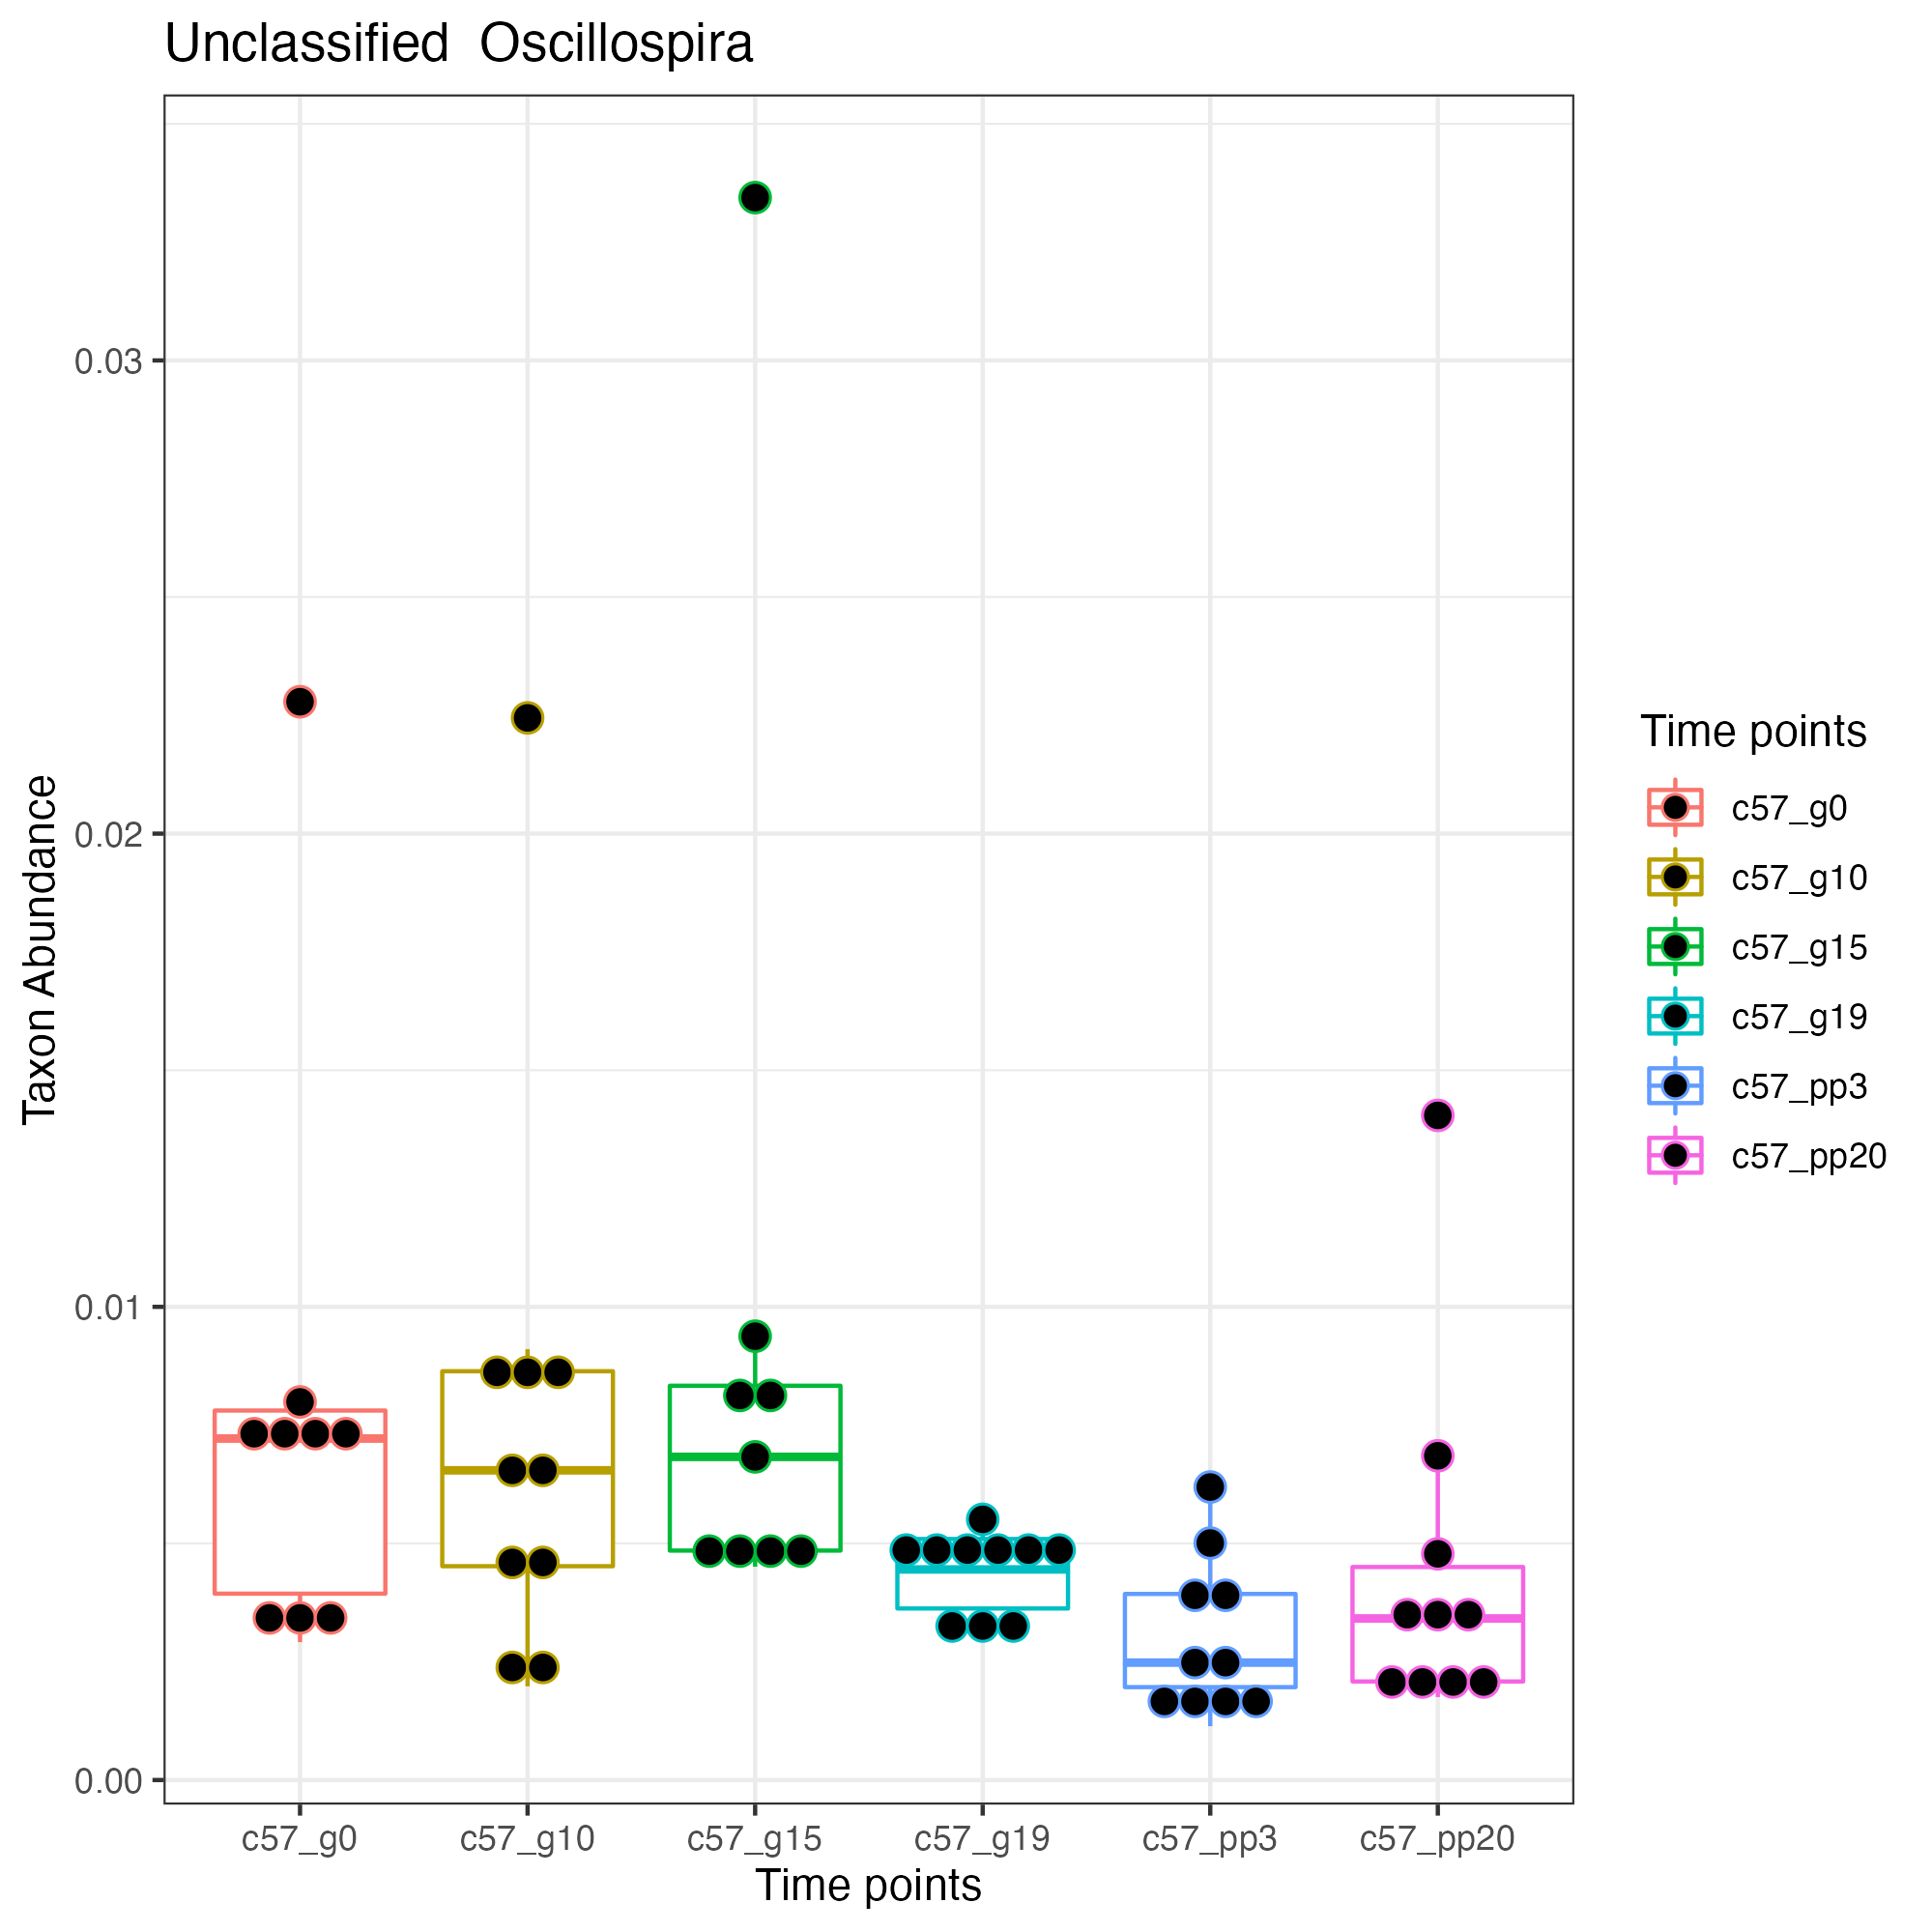 Unclassified  Oscillospira
Taxon Abundance
0.03
0.02
0.01
0.00
c57_g0
c57_g10
c57_g15
c57_g19
c57_pp3
c57_pp20
Time points
Time points
c57_g0
c57_g10
c57_g15
c57_g19
c57_pp3
c57_pp20